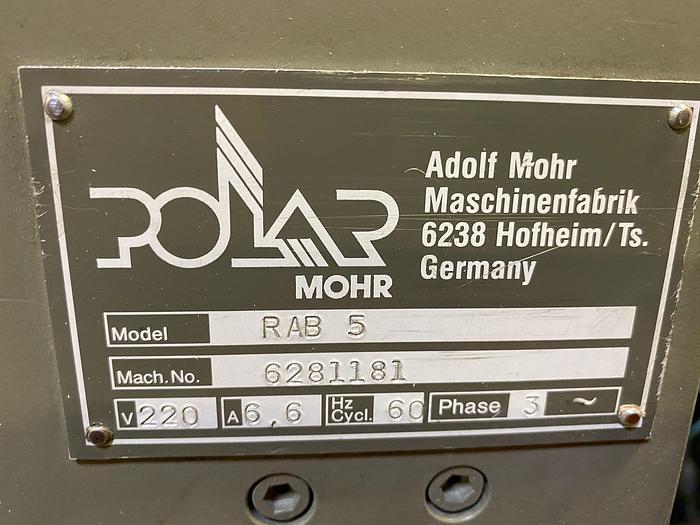 POLAR
MOHR
Adolf Mohr
Maschinenfabrik
6238 Hofheim/Ts.
Germany
Model RAB 5
Mach.No. 6281181
V 220 A 6,6 Hz Cycl. 60 Phase 3 ~